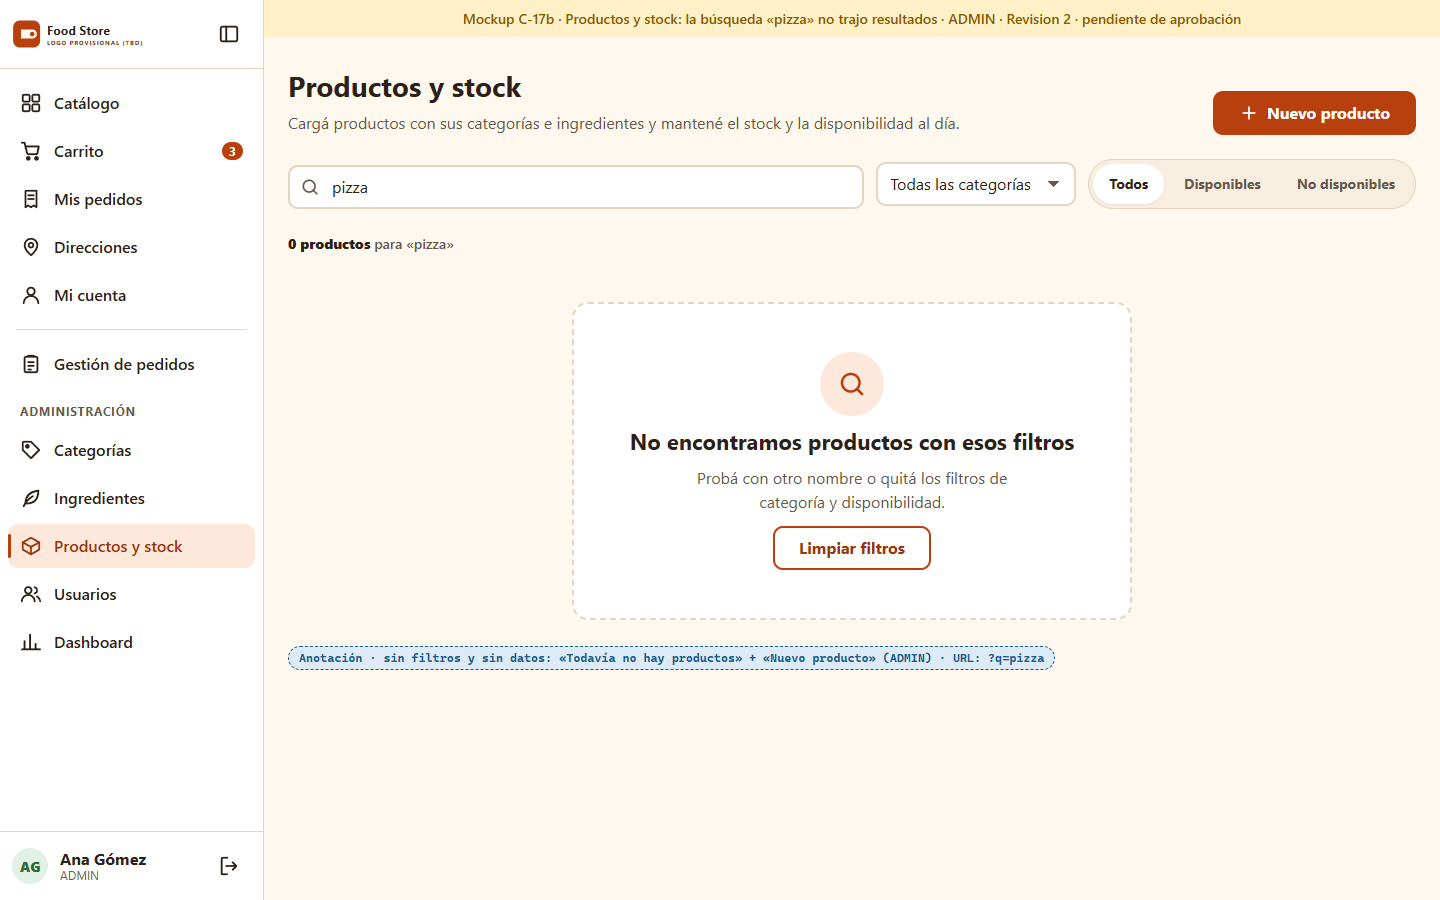 Mockup C-17b · Productos y stock: la búsqueda «pizza» no trajo resultados · ADMIN · Revision 2 · pendiente de aprobación
Food Store
LOGO PROVISIONAL (TBD)
Catálogo
Carrito
3
Mis pedidos
Direcciones
Mi cuenta
Gestión de pedidos
ADMINISTRACIÓN
Categorías
Ingredientes
Productos y stock
Usuarios
Dashboard
AG
Ana Gómez
ADMIN
Productos y stock
Cargá productos con sus categorías e ingredientes y mantené el stock y la disponibilidad al día.
Nuevo producto
pizza
Todas las categorías
Todos
Disponibles
No disponibles
0 productos para «pizza»
No encontramos productos con esos filtros
Probá con otro nombre o quitá los filtros de
categoría y disponibilidad.
Limpiar filtros
Anotación · sin filtros y sin datos: «Todavía no hay productos» + «Nuevo producto» (ADMIN) · URL: ?q=pizza